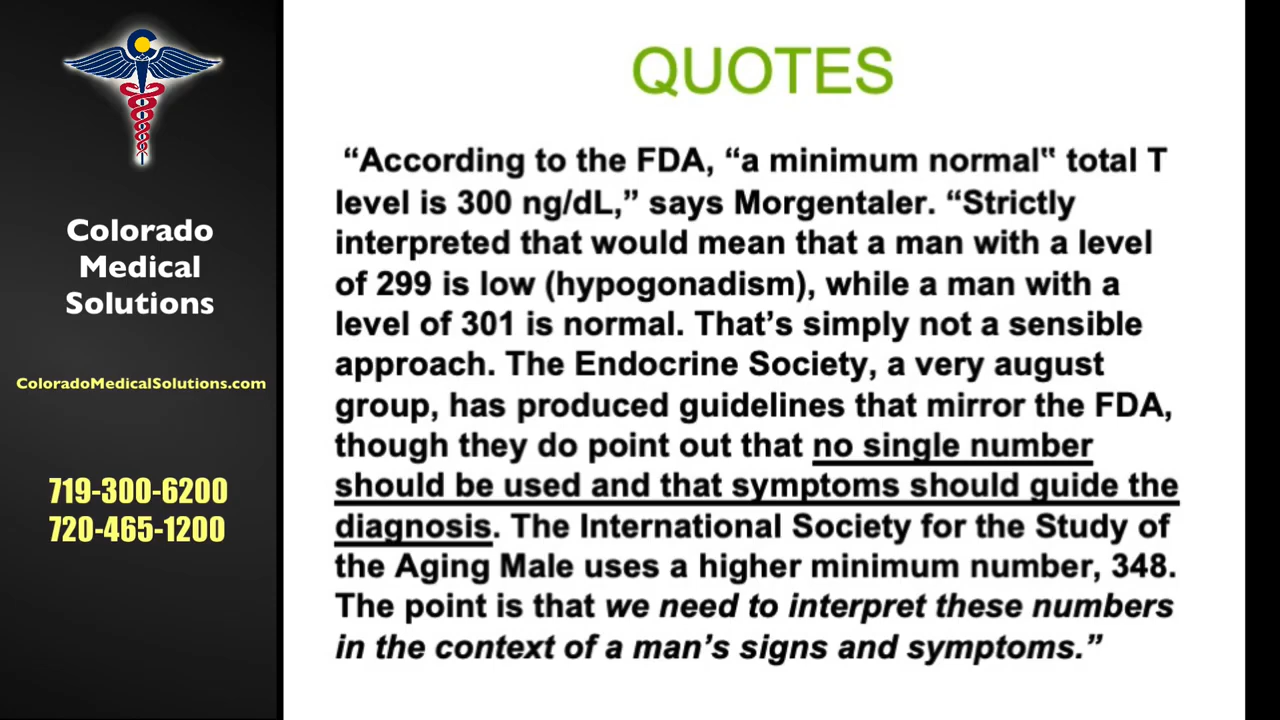 Colorado
Medical
Solutions
ColoradoMedicalSolutions.com
719-300-6200
720-465-1200
QUOTES
“According to the FDA, “a minimum normal‟ total T
level is 300 ng/dL,” says Morgentaler. “Strictly
interpreted that would mean that a man with a level
of 299 is low (hypogonadism), while a man with a
level of 301 is normal. That’s simply not a sensible
approach. The Endocrine Society, a very august
group, has produced guidelines that mirror the FDA,
though they do point out that no single number
should be used and that symptoms should guide the
diagnosis. The International Society for the Study of
the Aging Male uses a higher minimum number, 348.
The point is that we need to interpret these numbers
in the context of a man’s signs and symptoms.”